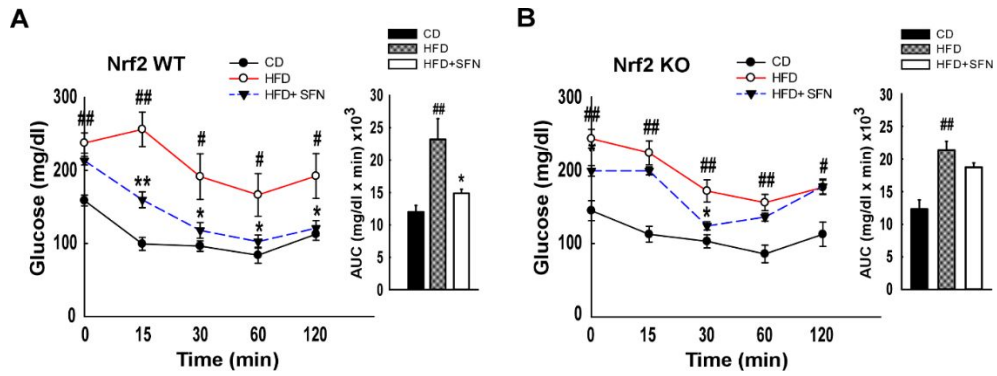 A
Nrf2 WT
CD
HFD
HFD+ SFN
CD
HFD
HFD+SFN
Glucose (mg/dl)
300
200
100
0
##
##
#
#
#
**
*
*
*
0 15 30 60 120
Time (min)
AUC (mg/dl x min) x10³
30
25
20
15
10
5
0
##
*
B
Nrf2 KO
CD
HFD
HFD+ SFN
CD
HFD
HFD+SFN
Glucose (mg/dl)
300
200
100
0
##
##
##
##
#
*
*
0 15 30 60 120
Time (min)
AUC (mg/dl x min) x10³
30
25
20
15
10
5
0
##